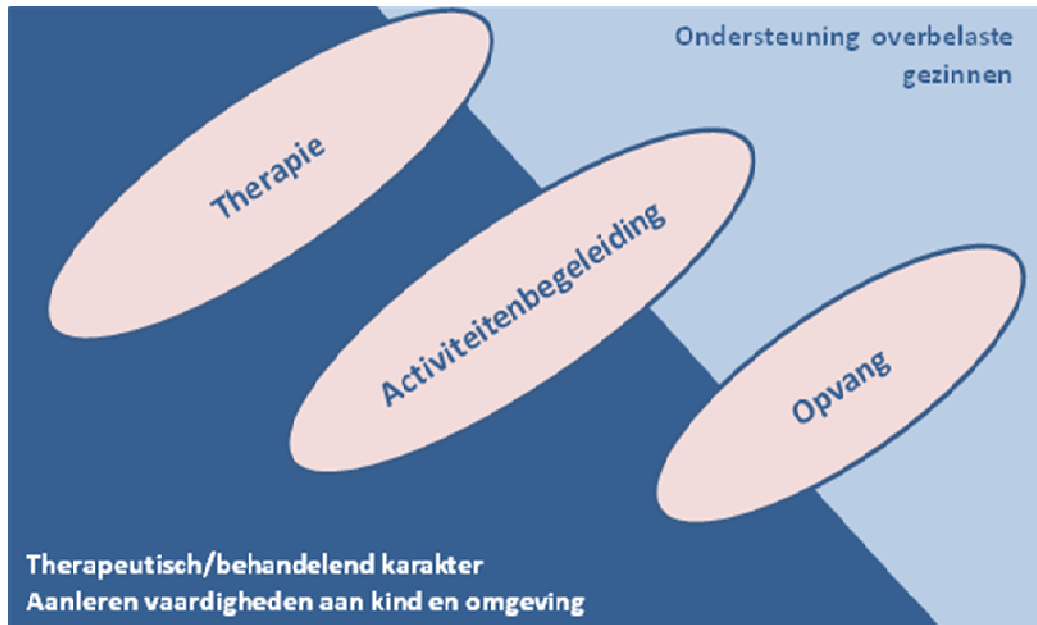 Ondersteuning overbelaste
gezinnen
Therapie
Activiteitenbegeleiding
Opvang
Therapeutisch/behandelend karakter
Aanleren vaardigheden aan kind en omgeving